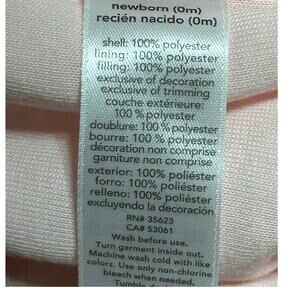 newborn (0m)
recién nacido (0m)
shell: 100% polyester
lining: 100% polyester
filling: 100% polyester
exclusive of decoration
exclusive of trimming
couche extérieure:
100% polyester
doublure: 100% polyester
bourre: 100% polyester
décoration non comprise
garniture non comprise
exterior: 100% poliéster
forro: 100% poliéster
relleno: 100% poliéster
excluyendo la decoración
RN# 35623
CA# 53061
Wash before use.
Turn garment inside out.
Machine wash cold with like
colors. Use only non-chlorine
bleach when needed.
Tumble